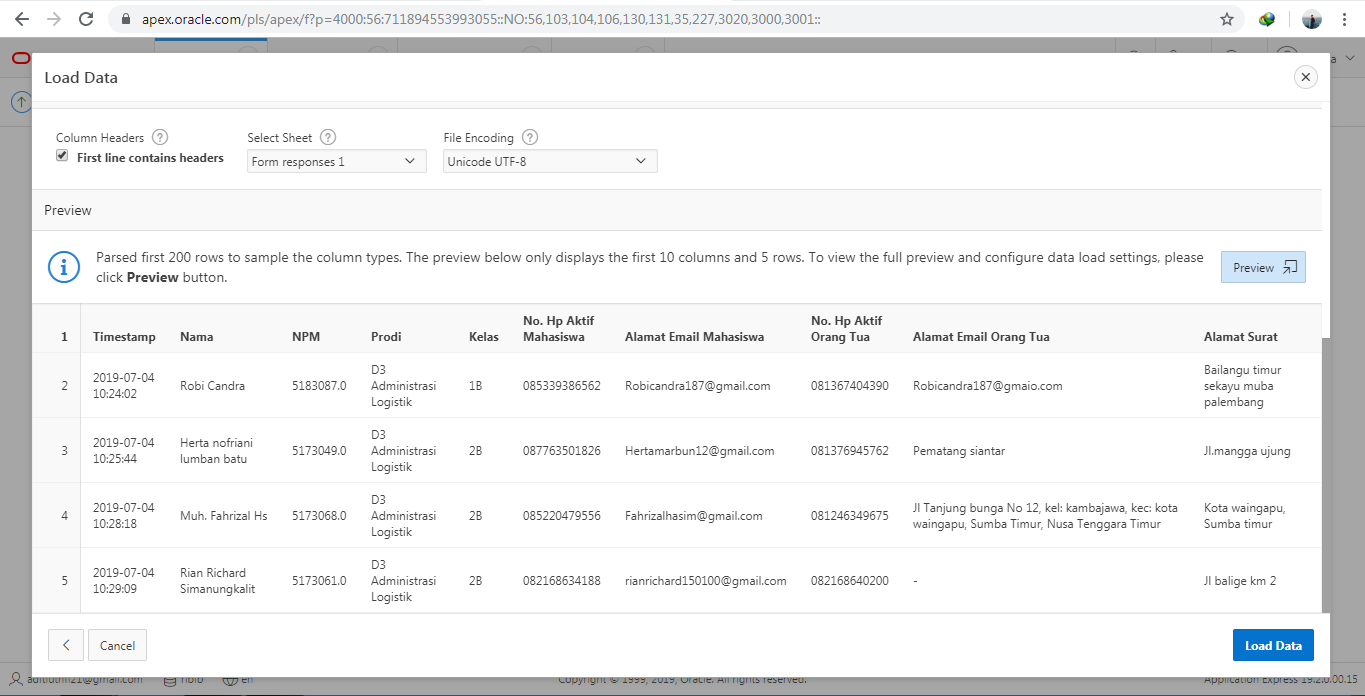 apex.oracle.com/pls/apex/f?p=4000:56:711894553993055::NO:56,103,104,106,130,131,35,227,3020,3000,3001::
Load Data
Column Headers ?
Select Sheet ?
File Encoding ?
First line contains headers
Form responses 1
Unicode UTF-8
Preview
Parsed first 200 rows to sample the column types. The preview below only displays the first 10 columns and 5 rows. To view the full preview and configure data load settings, please
click Preview button.
Preview
1 Timestamp Nama NPM Prodi Kelas No. Hp Aktif Mahasiswa Alamat Email Mahasiswa No. Hp Aktif Orang Tua Alamat Email Orang Tua Alamat Surat
2 2019-07-04 10:24:02 Robi Candra 5183087.0 D3 Administrasi Logistik 1B 085339386562 Robicandra187@gmail.com 081367404390 Robicandra187@gmaio.com Bailangu timur sekayu muba palembang
3 2019-07-04 10:25:44 Herta nofriani lumban batu 5173049.0 D3 Administrasi Logistik 2B 087763501826 Hertamarbun12@gmail.com 081376945762 Pematang siantar Jl.mangga ujung
4 2019-07-04 10:28:18 Muh. Fahrizal Hs 5173068.0 D3 Administrasi Logistik 2B 085220479556 Fahrizalhasim@gmail.com 081246349675 Jl Tanjung bunga No 12, kel: kambajawa, kec: kota waingapu, Sumba Timur, Nusa Tenggara Timur Kota waingapu, Sumba timur
5 2019-07-04 10:29:09 Rian Richard Simanungkalit 5173061.0 D3 Administrasi Logistik 2B 082168634188 rianrichard150100@gmail.com 082168640200 - Jl balige km 2
Cancel
Load Data
en
Copyright © 1999, 2019, Oracle. All rights reserved.
Application Express 19.2.0.00.15